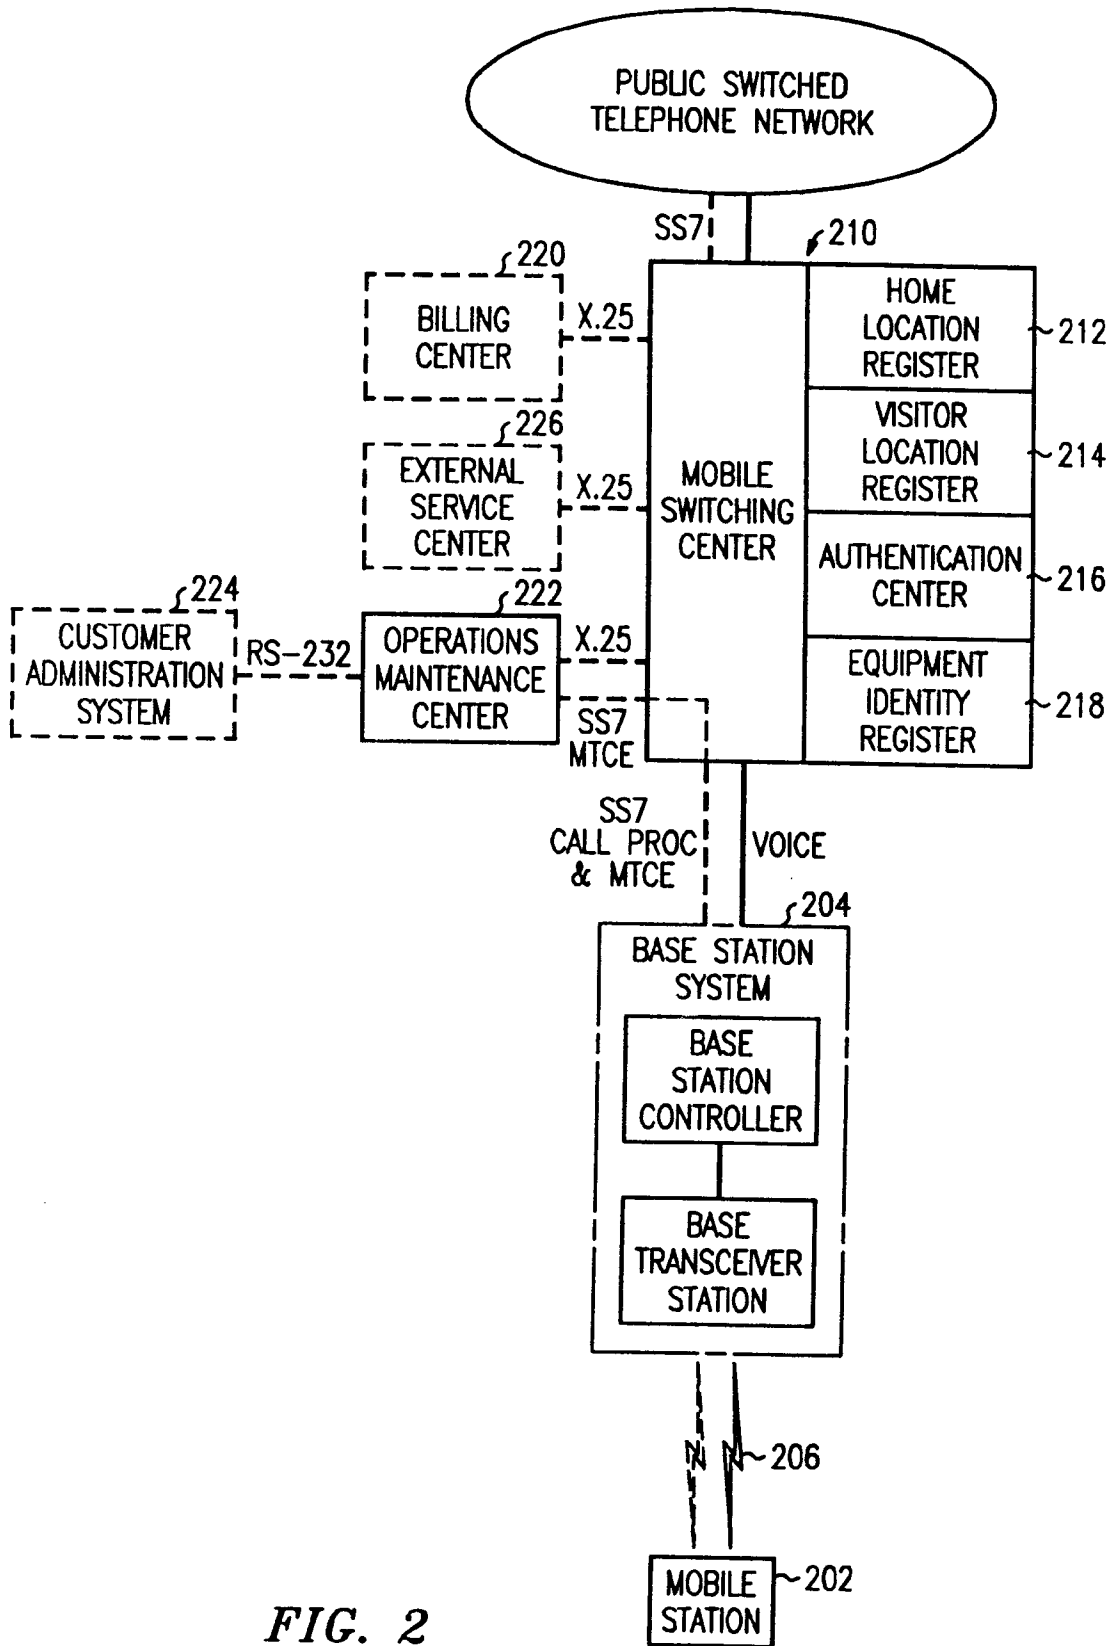 PUBLIC SWITCHED
TELEPHONE NETWORK
SS7
210
220
BILLING
CENTER
X.25
HOME
LOCATION
REGISTER
212
226
EXTERNAL
SERVICE
CENTER
X.25
MOBILE
SWITCHING
CENTER
VISITOR
LOCATION
REGISTER
214
AUTHENTICATION
CENTER
216
224
CUSTOMER
ADMINISTRATION
SYSTEM
RS-232
222
OPERATIONS
MAINTENANCE
CENTER
X.25
SS7
MTCE
EQUIPMENT
IDENTITY
REGISTER
218
SS7
CALL PROC
& MTCE
VOICE
204
BASE STATION
SYSTEM
BASE
STATION
CONTROLLER
BASE
TRANSCEIVER
STATION
206
MOBILE
STATION
202
FIG. 2